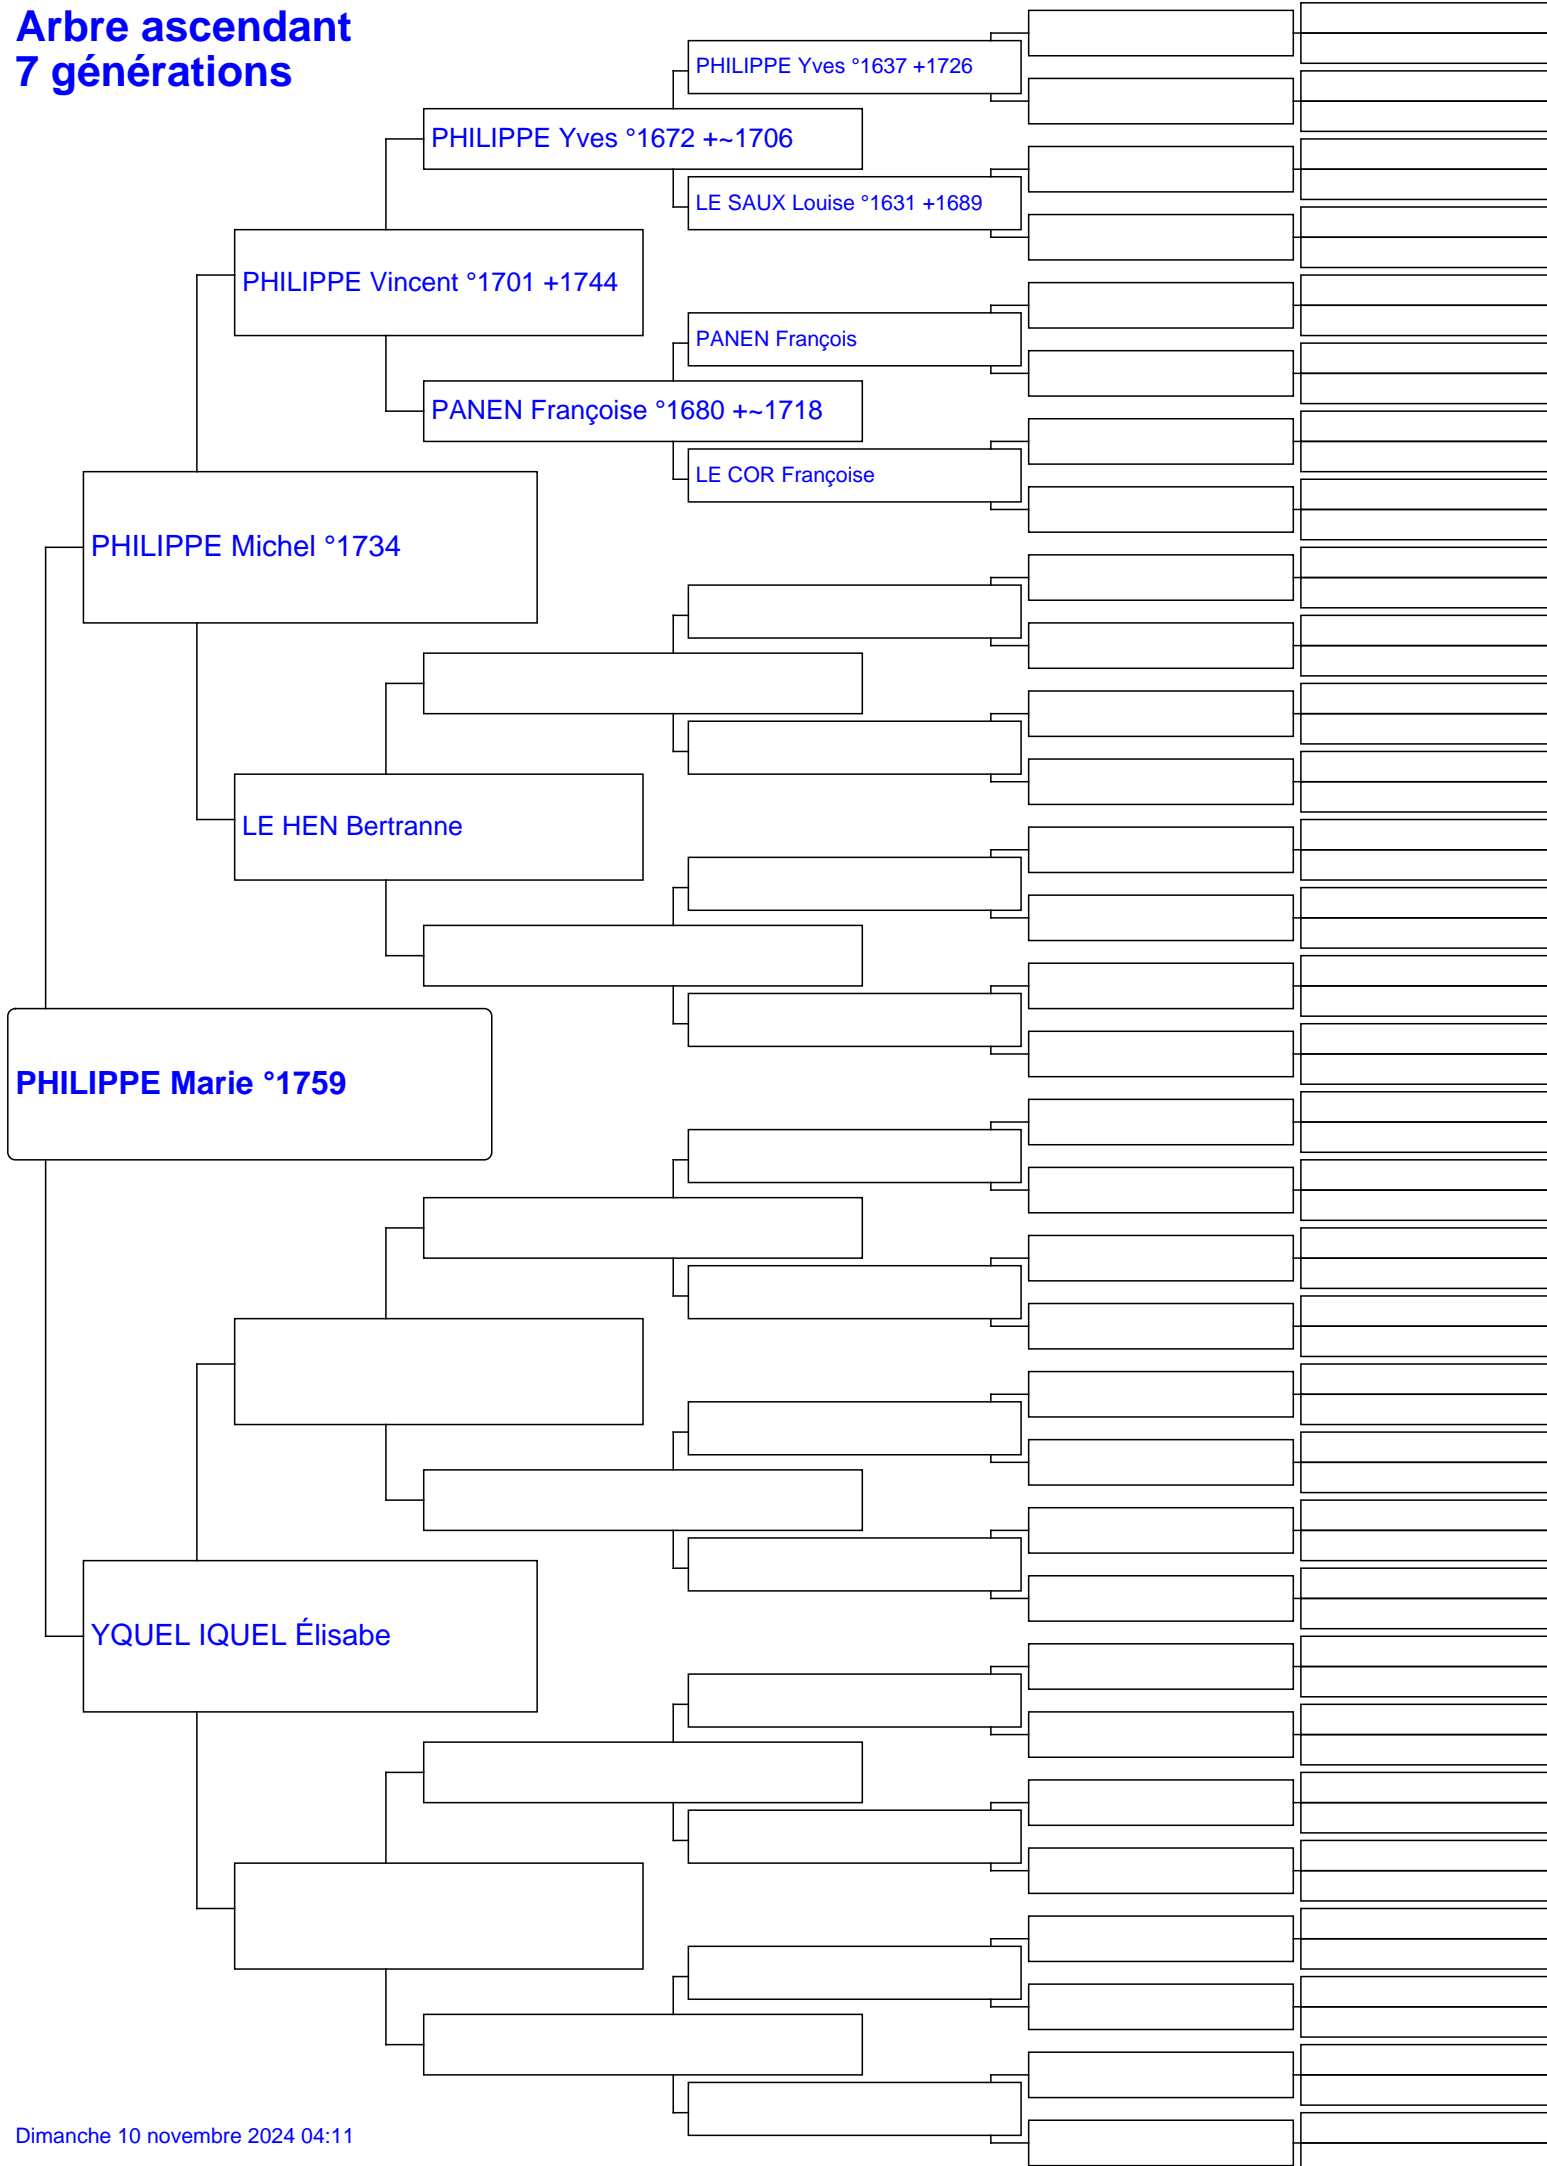 Arbre ascendant
7 générations
PHILIPPE Yves °1637 +1726
PHILIPPE Yves °1672 +~1706
LE SAUX Louise °1631 +1689
PHILIPPE Vincent °1701 +1744
PANEN François
PANEN Françoise °1680 +~1718
LE COR Françoise
PHILIPPE Michel °1734
LE HEN Bertranne
PHILIPPE Marie °1759
YQUEL IQUEL Élisabe
Dimanche 10 novembre 2024 04:11